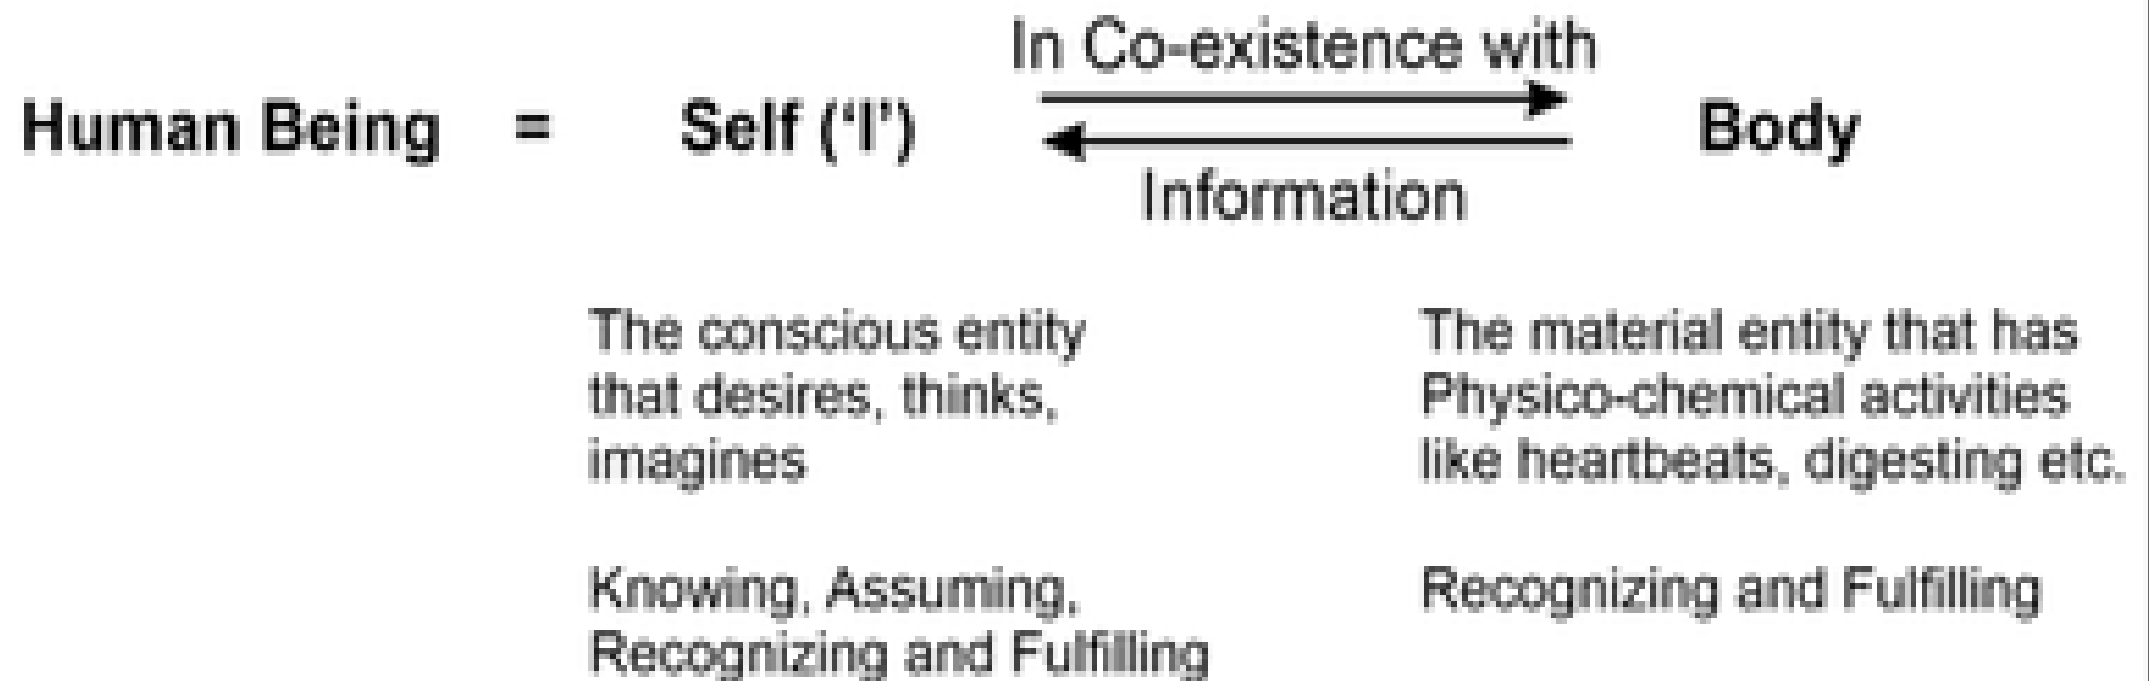 In Co-existence with
Human Being = Self (‘I’) Body
Information
The conscious entity
that desires, thinks,
imagines
The material entity that has
Physico-chemical activities
like heartbeats, digesting etc.
Knowing, Assuming,
Recognizing and Fulfilling
Recognizing and Fulfilling